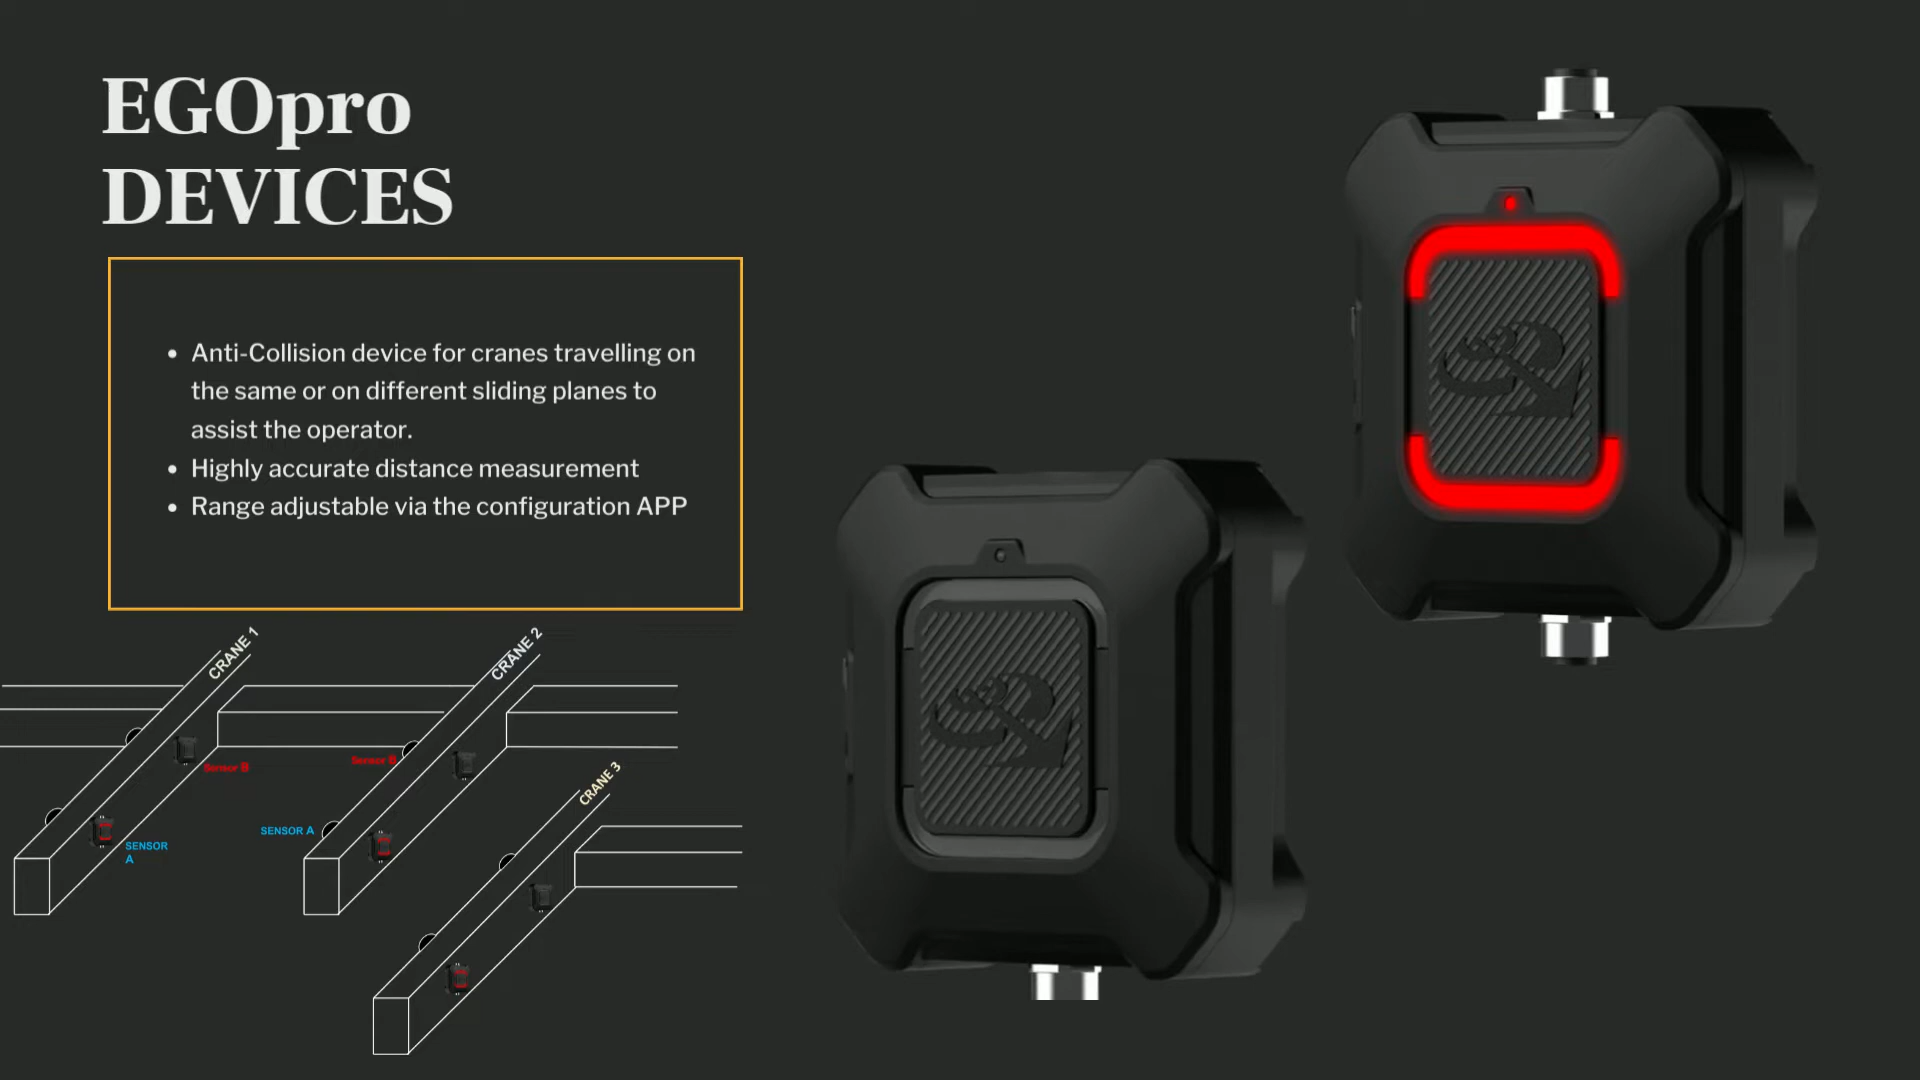 EGOpro
DEVICES
• Anti-Collision device for cranes travelling on
the same or on different sliding planes to
assist the operator.
• Highly accurate distance measurement
• Range adjustable via the configuration APP
CRANE 1
CRANE 2
Sensor B
Sensor B
CRANE 3
SENSOR A
SENSOR
A